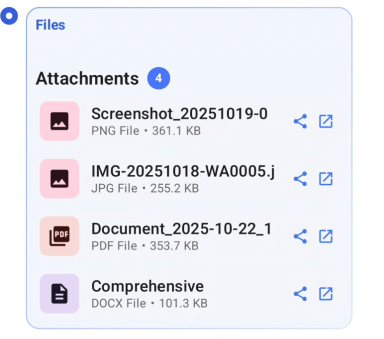 Files
Attachments 4
Screenshot_20251019-0
PNG File • 361.1 KB
IMG-20251018-WA0005.j
JPG File • 255.2 KB
PDF
Document_2025-10-22_1
PDF File • 353.7 KB
Comprehensive
DOCX File • 101.3 KB